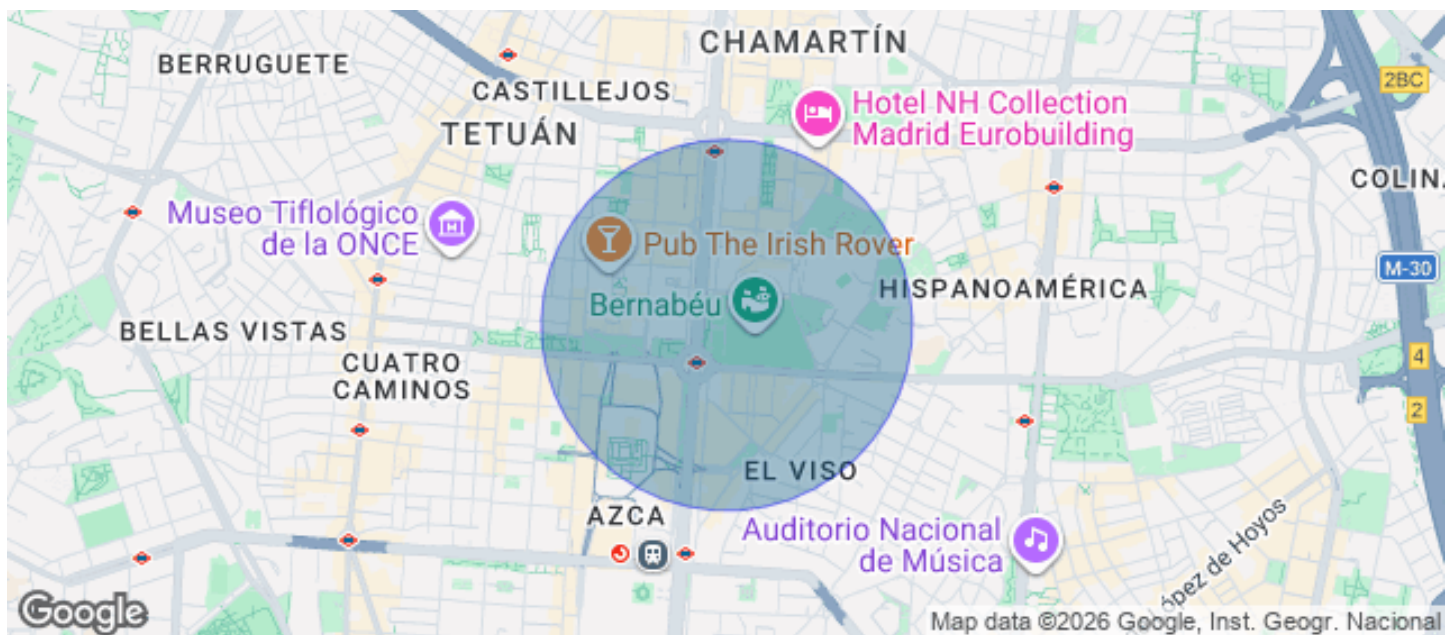 CHAMARTÍN
BERRUGUETE
2BC
CASTILLEJOS
Hotel NH Collection
Madrid Eurobuilding
TETUÁN
COLIN
Museo Tiflológico
de la ONCE
Pub The Irish Rover
M-30
Bernabéu
HISPANOAMÉRICA
BELLAS VISTAS
CUATRO
CAMINOS
4
2
EL VISO
AZCA
Auditorio Nacional
de Música
ópez de Hoyos
Google
Map data ©2026 Google, Inst. Geogr. Nacional